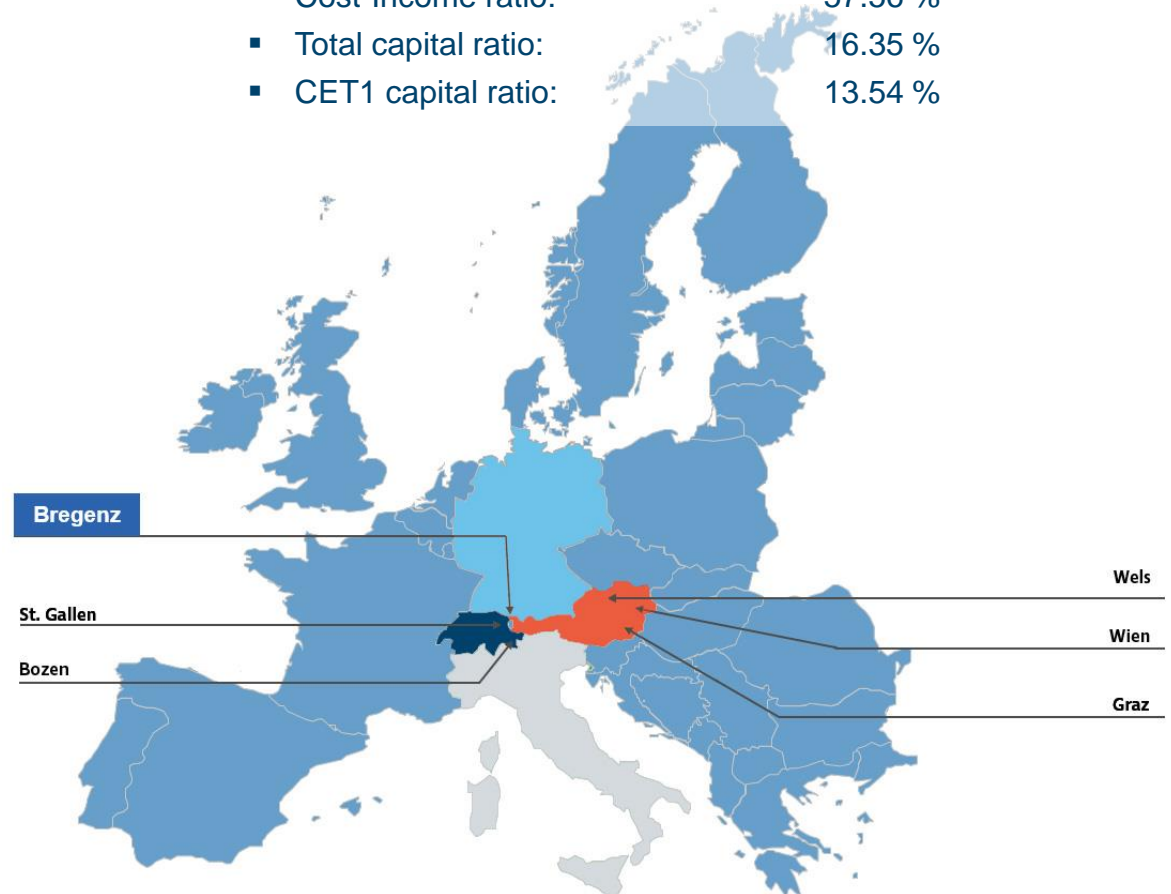 Total capital ratio: 16.35 %
CET1 capital ratio: 13.54 %
Bregenz
St. Gallen
Bozen
Wels
Wien
Graz